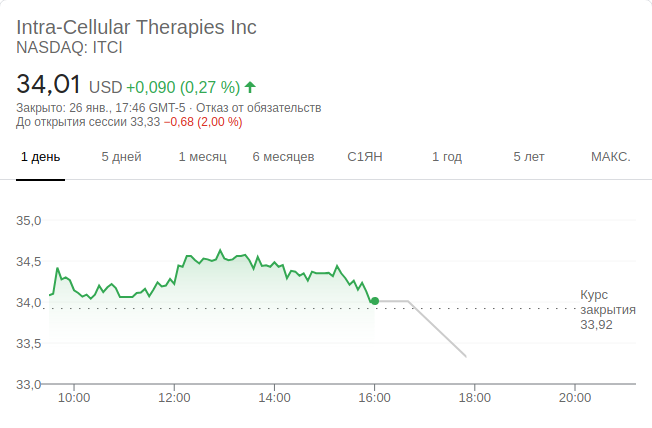 Intra-Cellular Therapies Inc
NASDAQ: ITCI
34,01 USD +0,090 (0,27 %)
Закрыто: 26 янв., 17:46 GMT-5 · Отказ от обязательств
До открытия сессии 33,33 −0,68 (2,00 %)
1 день 5 дней 1 месяц 6 месяцев С1ЯН 1 год 5 лет МАКС.
35,0
34,5
34,0
33,5
33,0
Курс
закрытия
33,92
10:00 12:00 14:00 16:00 18:00 20:00